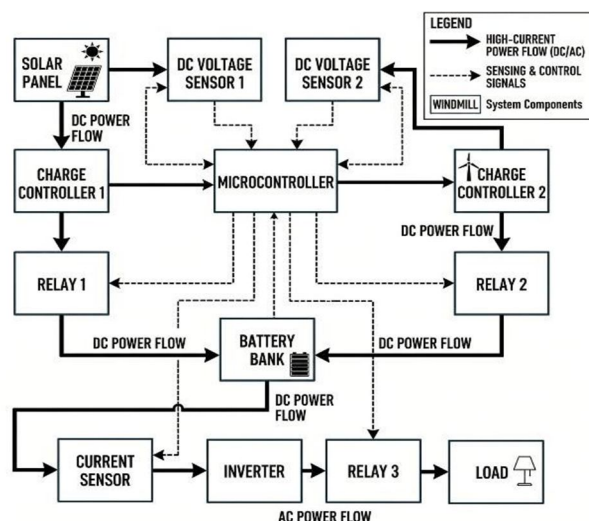 LEGEND
HIGH-CURRENT
POWER FLOW (DC/AC)
SENSING & CONTROL
SIGNALS
WINDMILL System Components
SOLAR
PANEL
DC VOLTAGE
SENSOR 1
DC VOLTAGE
SENSOR 2
DC POWER
FLOW
CHARGE
CONTROLLER 1
MICROCONTROLLER
CHARGE
CONTROLLER 2
DC POWER FLOW
RELAY 1
RELAY 2
DC POWER FLOW
BATTERY
BANK
DC POWER FLOW
DC POWER
FLOW
CURRENT
SENSOR
INVERTER
RELAY 3
LOAD
AC POWER FLOW